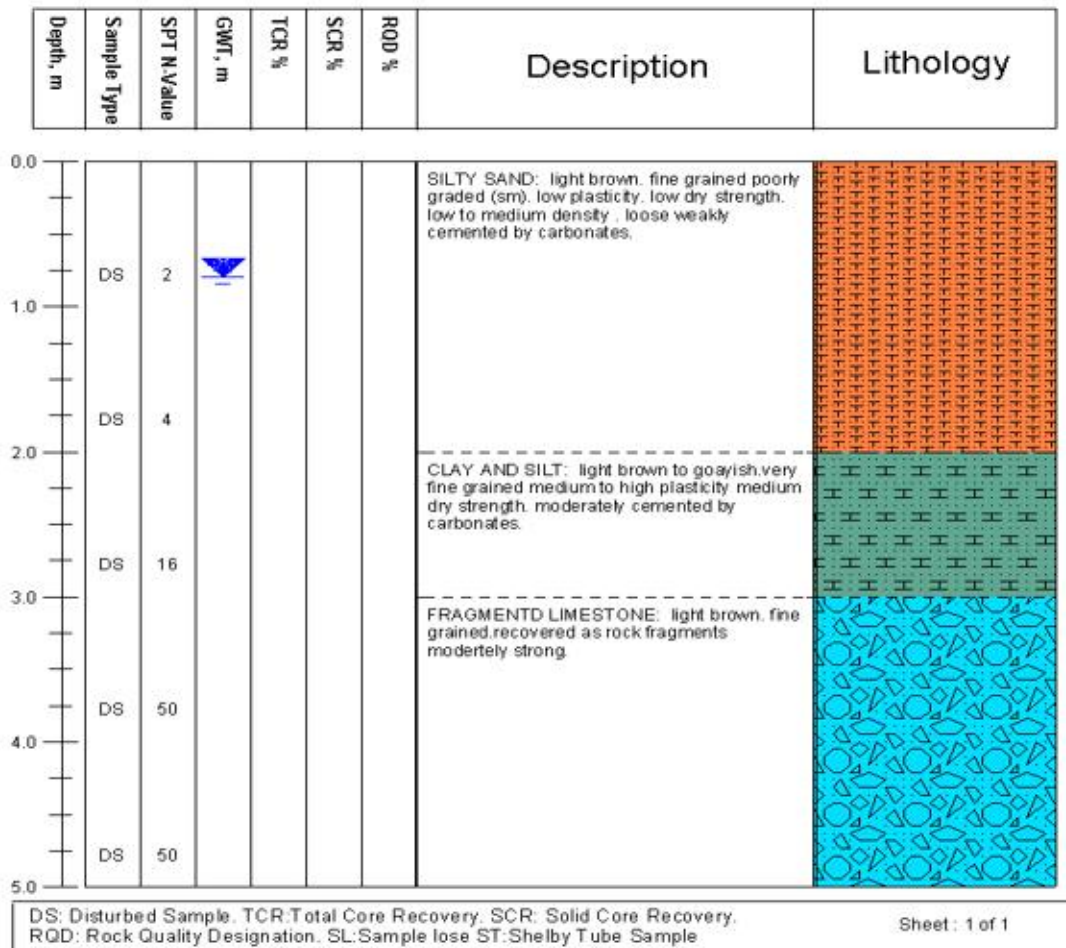 Depth, m
Sample Type
SPT N-Value
GWT, m
TCR %
SCR %
RQD %
Description
Lithology
0.0
SILTY SAND: light brown. fine grained poorly
graded (sm). low plasticity. low dry strength.
low to medium density . loose weakly
cemented by carbonates.
DS 2
1.0
DS 4
2.0
CLAY AND SILT: light brown to goayish.very
fine grained medium to high plasticity medium
dry strength. moderately cemented by
carbonates.
DS 16
3.0
FRAGMENTD LIMESTONE: light brown. fine
grained.recovered as rock fragments
modertely strong.
DS 50
4.0
DS 50
5.0
DS: Disturbed Sample. TCR:Total Core Recovery. SCR: Solid Core Recovery.
RQD: Rock Quality Designation. SL:Sample lose ST:Shelby Tube Sample
Sheet : 1 of 1